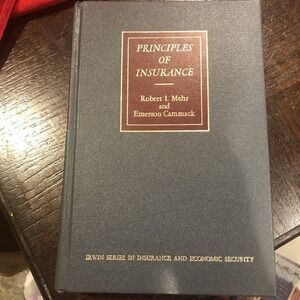 PRINCIPLES
OF
INSURANCE
Robert I. Mehr
and
Emerson Cammack
IRWIN SERIES IN INSURANCE AND ECONOMIC SECURITY